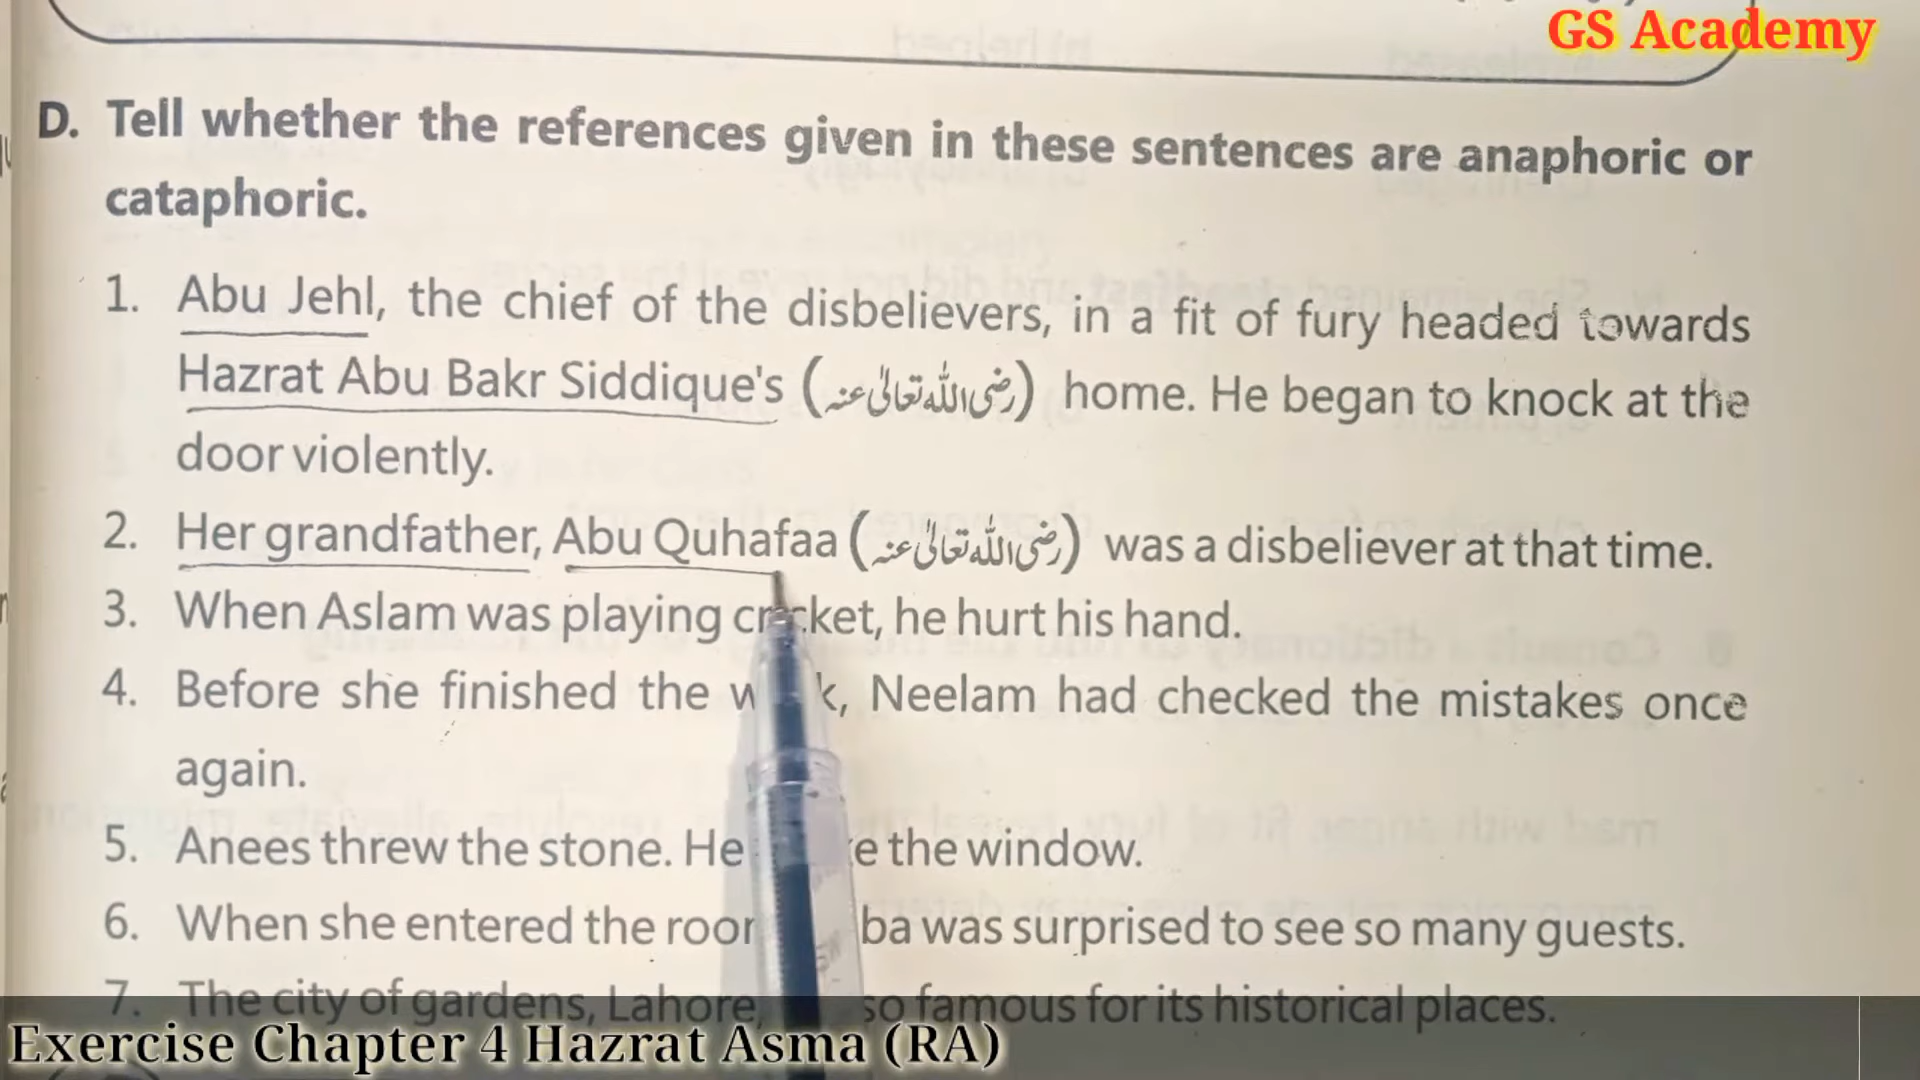 GS Academy
D. Tell whether the references given in these sentences are anaphoric or
cataphoric.
1. Abu Jehl, the chief of the disbelievers, in a fit of fury headed towards
Hazrat Abu Bakr Siddique's (رضی اللہ تعالیٰ عنہ) home. He began to knock at the
door violently.
2. Her grandfather, Abu Quhafaa (رضی اللہ تعالیٰ عنہ) was a disbeliever at that time.
3. When Aslam was playing cricket, he hurt his hand.
4. Before she finished the work, Neelam had checked the mistakes once
again.
5. Anees threw the stone. He the window.
6. When she entered the room was surprised to see so many guests.
7. The city of gardens, Lahore, so famous for its historical places.
Exercise Chapter 4 Hazrat Asma (RA)